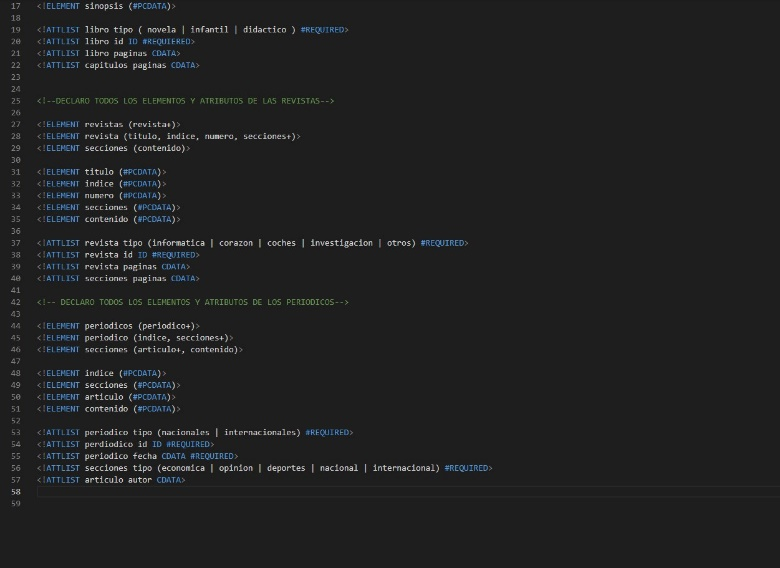 17 <!ELEMENT sinopsis (#PCDATA)>
18
19 <!ATTLIST libro tipo ( novela | infantil | didactico ) #REQUIRED>
20 <!ATTLIST libro id ID #REQUIERED>
21 <!ATTLIST libro paginas CDATA>
22 <!ATTLIST capitulos paginas CDATA>
23
24
25 <!--DECLARO TODOS LOS ELEMENTOS Y ATRIBUTOS DE LAS REVISTAS-->
26
27 <!ELEMENT revistas (revista+)>
28 <!ELEMENT revista (titulo, indice, numero, secciones+)>
29 <!ELEMENT secciones (contenido)>
30
31 <!ELEMENT titulo (#PCDATA)>
32 <!ELEMENT indice (#PCDATA)>
33 <!ELEMENT numero (#PCDATA)>
34 <!ELEMENT secciones (#PCDATA)>
35 <!ELEMENT contenido (#PCDATA)>
36
37 <!ATTLIST revista tipo (informatica | corazon | coches | investigacion | otros) #REQUIRED>
38 <!ATTLIST revista id ID #REQUIRED>
39 <!ATTLIST revista paginas CDATA>
40 <!ATTLIST secciones paginas CDATA>
41
42 <!-- DECLARO TODOS LOS ELEMENTOS Y ATRIBUTOS DE LOS PERIODICOS-->
43
44 <!ELEMENT periodicos (periodico+)>
45 <!ELEMENT periodico (indice, secciones+)>
46 <!ELEMENT secciones (articulo+, contenido)>
47
48 <!ELEMENT indice (#PCDATA)>
49 <!ELEMENT secciones (#PCDATA)>
50 <!ELEMENT articulo (#PCDATA)>
51 <!ELEMENT contenido (#PCDATA)>
52
53 <!ATTLIST periodico tipo (nacionales | internacionales) #REQUIRED>
54 <!ATTLIST perdiodico id ID #REQUIRED>
55 <!ATTLIST periodico fecha CDATA #REQUIRED>
56 <!ATTLIST secciones tipo (economica | opinion | deportes | nacional | internacional) #REQUIRED>
57 <!ATTLIST articulo autor CDATA>
58
59